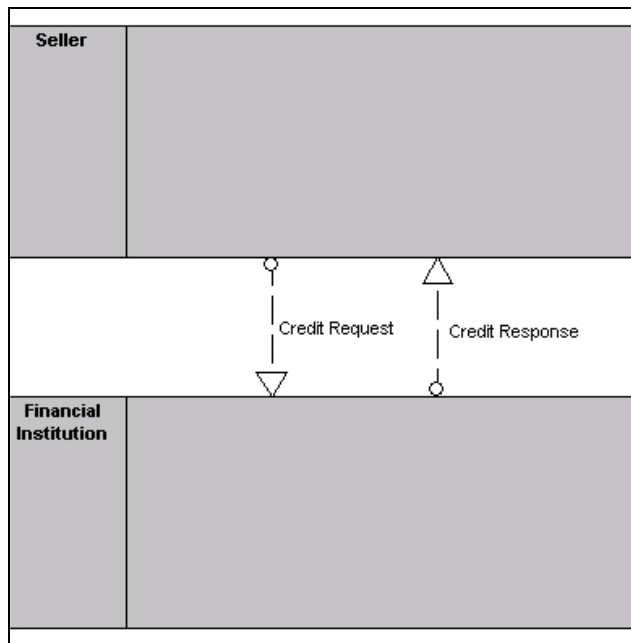 Seller
Credit Request
Credit Response
Financial
Institution